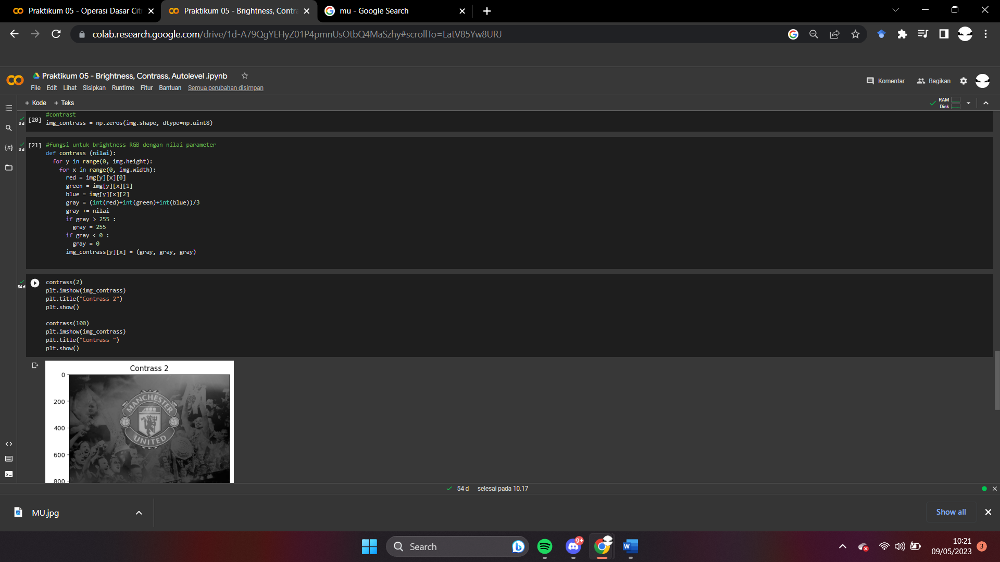 Praktikum 05 - Operasi Dasar Cit
Praktikum 05 - Brightness, Contra
mu - Google Search
colab.research.google.com/drive/1d-A79QgYEHyZ01P4pmnUsOtbQ4MaSzhy#scrollTo=LatV85Yw8URJ
Praktikum 05 - Brightness, Contrass, Autolevel .ipynb
File Edit Lihat Sisipkan Runtime Fitur Bantuan Semua perubahan disimpan
Komentar
Bagikan
+ Kode + Teks
RAM
Disk
0 d
[20]
#contrast
img_contrass = np.zeros(img.shape, dtype=np.uint8)
0 d
[21]
#fungsi untuk brightness RGB dengan nilai parameter
def contrass (nilai):
for y in range(0, img.height):
for x in range(0, img.width):
red = img[y][x][0]
green = img[y][x][1]
blue = img[y][x][2]
gray = (int(red)+int(green)+int(blue))/3
gray += nilai
if gray > 255 :
gray = 255
if gray < 0 :
gray = 0
img_contrass[y][x] = (gray, gray, gray)
54 d
contrass(2)
plt.imshow(img_contrass)
plt.title("Contrass 2")
plt.show()
contrass(100)
plt.imshow(img_contrass)
plt.title("Contrass ")
plt.show()
Contrass 2
0
200
400
600
800
MANCHESTER
UNITED
54 d selesai pada 10.17
MU.jpg
Show all
Search
9+
10:21
09/05/2023
3